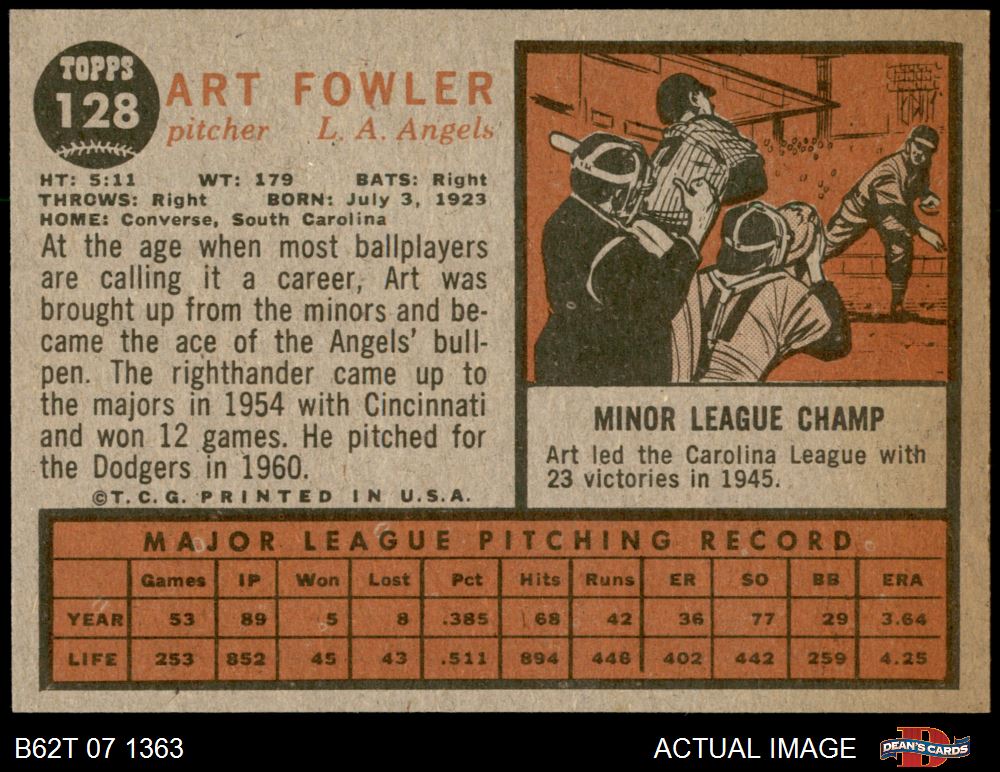 TOPPS
128
ART FOWLER
pitcher L. A. Angels
HT: 5:11 WT: 179 BATS: Right
THROWS: Right BORN: July 3, 1923
HOME: Converse, South Carolina
At the age when most ballplayers
are calling it a career, Art was
brought up from the minors and be-
came the ace of the Angels' bull-
pen. The righthander came up to
the majors in 1954 with Cincinnati
and won 12 games. He pitched for
the Dodgers in 1960.
©T.C.G. PRINTED IN U.S.A.
MINOR LEAGUE CHAMP
Art led the Carolina League with
23 victories in 1945.
MAJOR LEAGUE PITCHING RECORD
Games IP Won Lost Pct Hits Runs ER SO BB ERA
YEAR 53 89 5 8 .385 68 42 36 77 29 3.64
LIFE 253 852 45 43 .511 894 446 402 442 259 4.25
B62T 07 1363 ACTUAL IMAGE DEAN'S CARDS